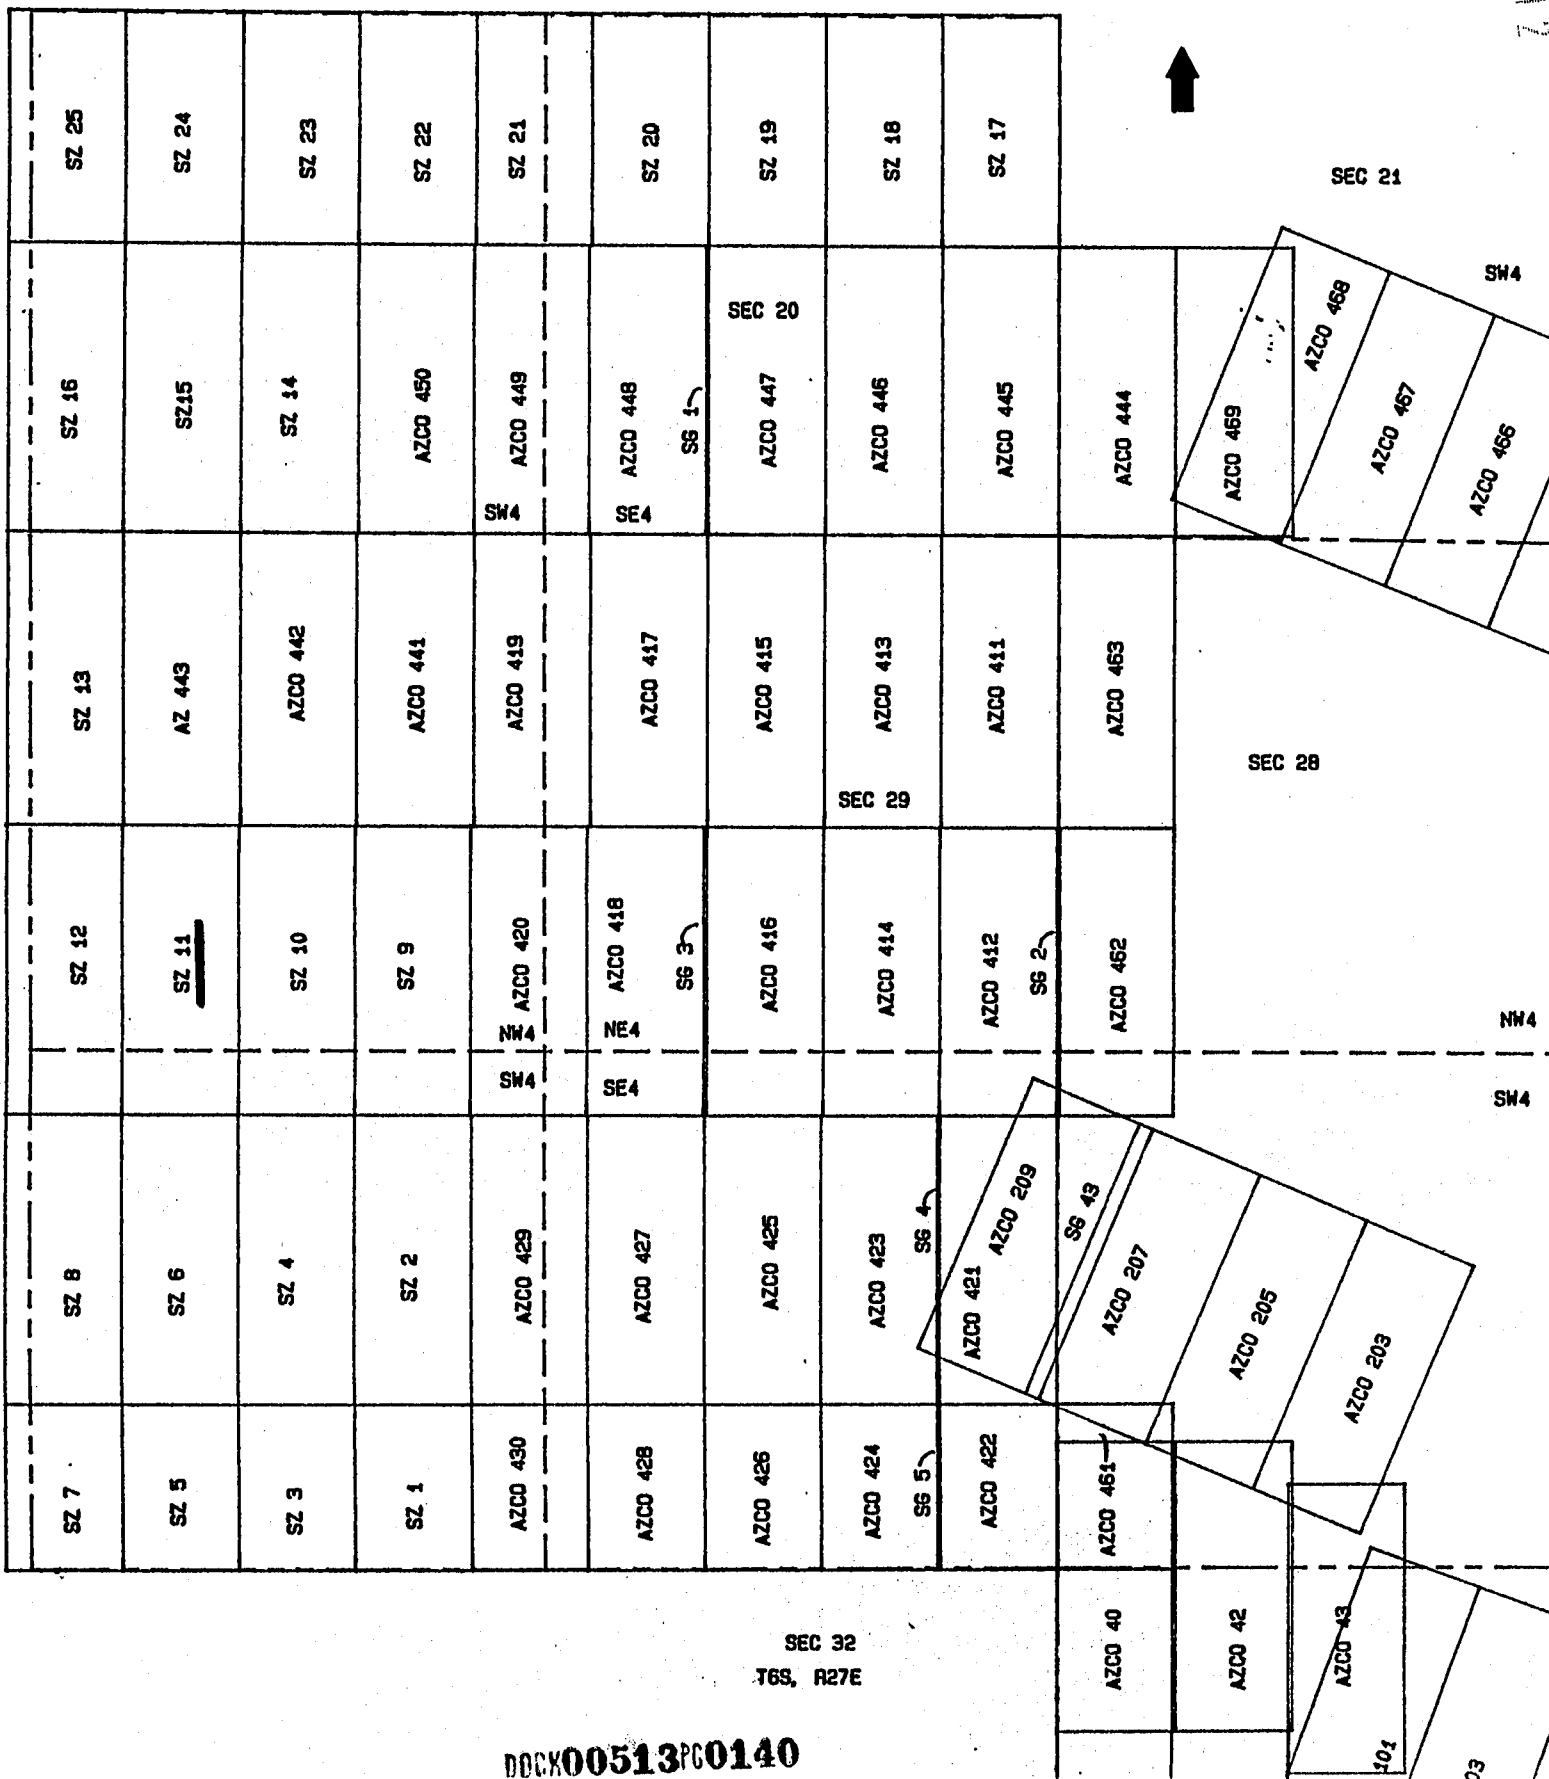 SZ 25
SZ 24
SZ 23
SZ 22
SZ 21
SZ 20
SZ 19
SZ 18
SZ 17
SEC 21
SW4
SZ 16
SZ15
SZ 14
AZCO 450
AZCO 449
AZCO 448
SG 1
SEC 20
AZCO 447
AZCO 446
AZCO 445
AZCO 444
AZCO 469
AZCO 468
AZCO 467
AZCO 466
SW4
SE4
SZ 13
AZ 443
AZCO 442
AZCO 441
AZCO 419
AZCO 417
AZCO 415
AZCO 413
AZCO 411
AZCO 463
SEC 29
SEC 28
SZ 12
SZ 11
SZ 10
SZ 9
AZCO 420
AZCO 418
SG 3
AZCO 416
AZCO 414
AZCO 412
SG 2
AZCO 462
NW4
NE4
NW4
SW4
SE4
SW4
SZ 8
SZ 6
SZ 4
SZ 2
AZCO 429
AZCO 427
AZCO 425
AZCO 423
SG 4
AZCO 421
AZCO 209
SG 43
AZCO 207
AZCO 205
AZCO 203
SZ 7
SZ 5
SZ 3
SZ 1
AZCO 430
AZCO 428
AZCO 426
AZCO 424
SG 5
AZCO 422
AZCO 461
AZCO 40
AZCO 42
AZCO 43
101
03
SEC 32
T6S, R27E
DOCK00513PG0140